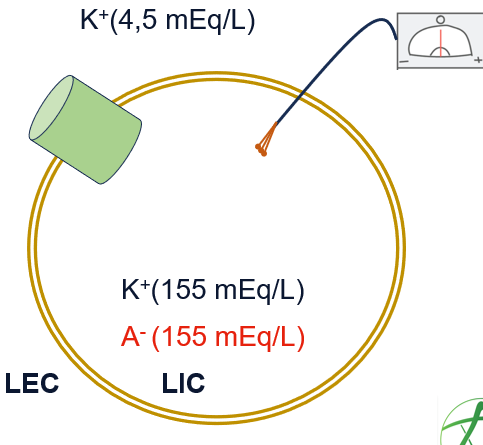 K⁺(4,5 mEq/L)
− +
K⁺(155 mEq/L)
A⁻ (155 mEq/L)
LEC LIC